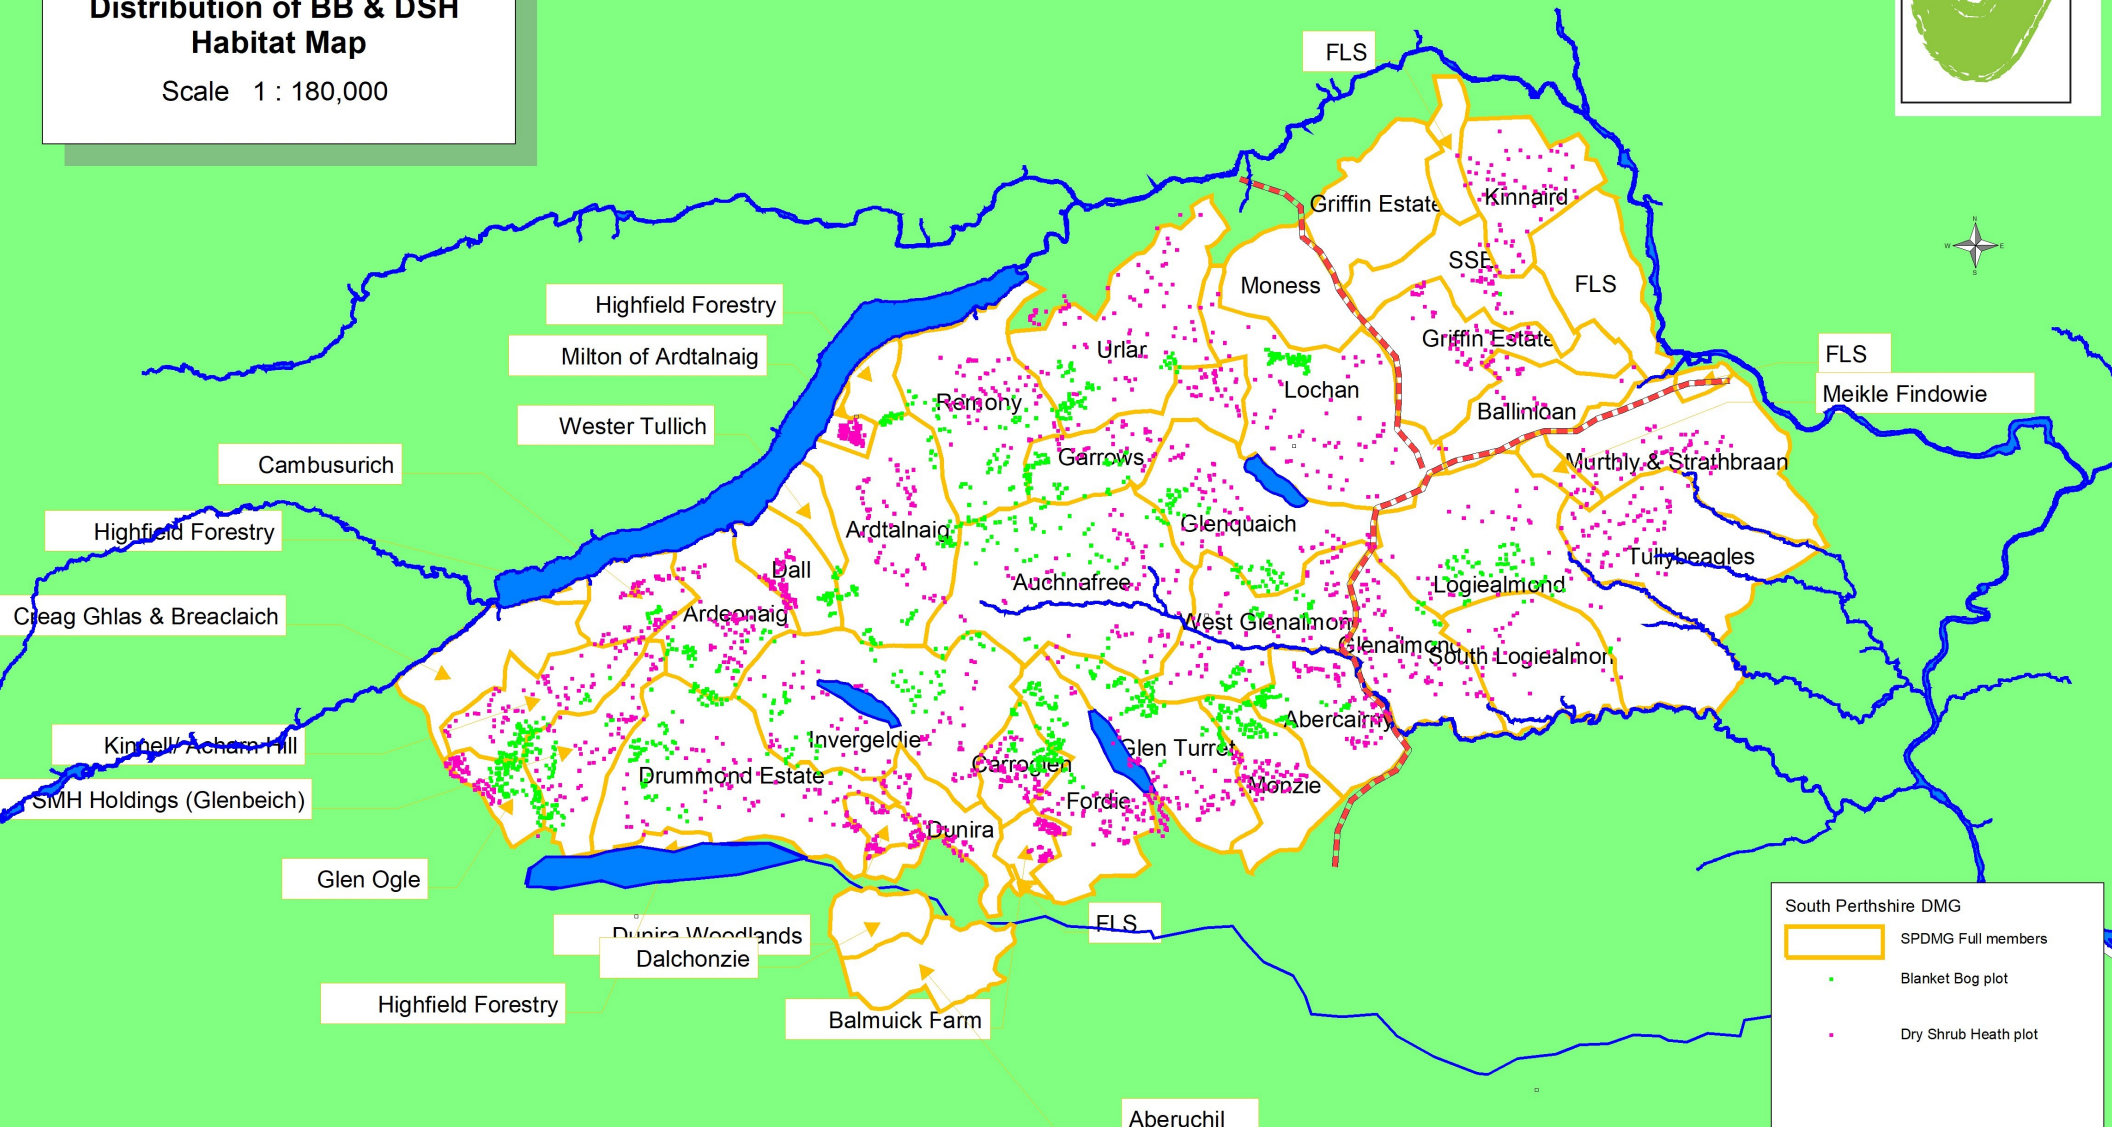 Distribution of BB & DSH
Habitat Map
Scale 1 : 180,000
FLS
Griffin Estate
Kinnaird
N
W
E
S
SSE
FLS
Moness
Highfield Forestry
Milton of Ardtalnaig
Wester Tullich
Urlar
Griffin Estate
FLS
Meikle Findowie
Remony
Lochan
Ballinloan
Cambusurich
Garrows
Murthly & Strathbraan
Highfield Forestry
Ardtalnaig
Glenquaich
Tullybeagles
Dall
Auchnafree
Logiealmond
Creag Ghlas & Breaclaich
Ardeonaig
West Glenalmon
Glenalmond
South Logiealmon
Kinnell/ Achern Hill
Invergeldie
Abercairny
Glen Turret
Carroglen
Drummond Estate
Monzie
SMH Holdings (Glenbeich)
Fordie
Dunira
Glen Ogle
FLS
Dunira Woodlands
Dalchonzie
Highfield Forestry
Balmuick Farm
Aberuchil
South Perthshire DMG
SPDMG Full members
Blanket Bog plot
Dry Shrub Heath plot